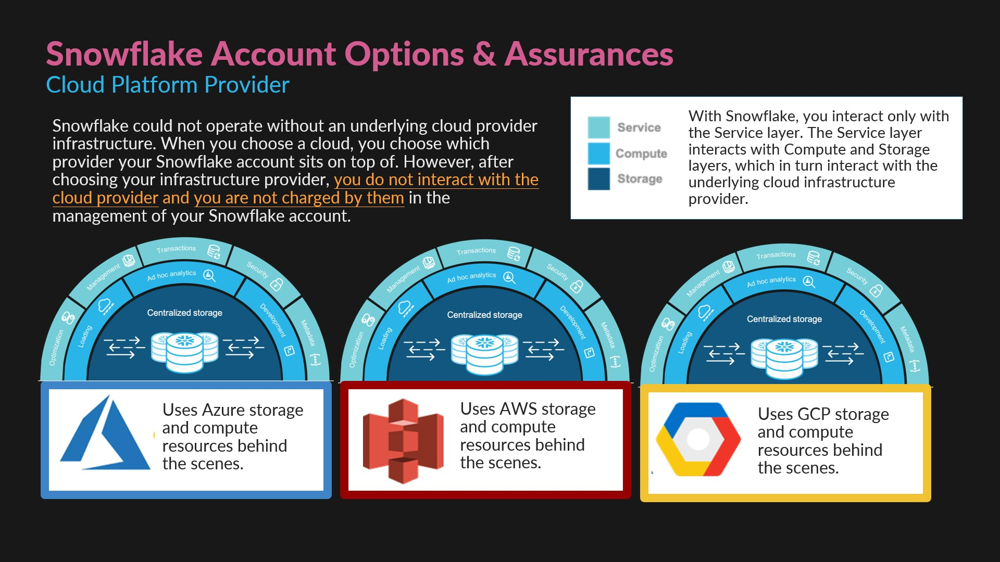 Snowflake Account Options & Assurances
Cloud Platform Provider
Snowflake could not operate without an underlying cloud provider
infrastructure. When you choose a cloud, you choose which
provider your Snowflake account sits on top of. However, after
choosing your infrastructure provider, you do not interact with the
cloud provider and you are not charged by them in the
management of your Snowflake account.
Service
Compute
Storage
With Snowflake, you interact only with
the Service layer. The Service layer
interacts with Compute and Storage
layers, which in turn interact with the
underlying cloud infrastructure
provider.
Optimization
Management
Transactions
Security
Metadata
Loading
Ad hoc analytics
Development
Centralized storage
Uses Azure storage
and compute
resources behind
the scenes.
Optimization
Management
Transactions
Security
Metadata
Loading
Ad hoc analytics
Development
Centralized storage
Uses AWS storage
and compute
resources behind
the scenes.
Optimization
Management
Transactions
Security
Metadata
Loading
Ad hoc analytics
Development
Centralized storage
Uses GCP storage
and compute
resources behind
the scenes.